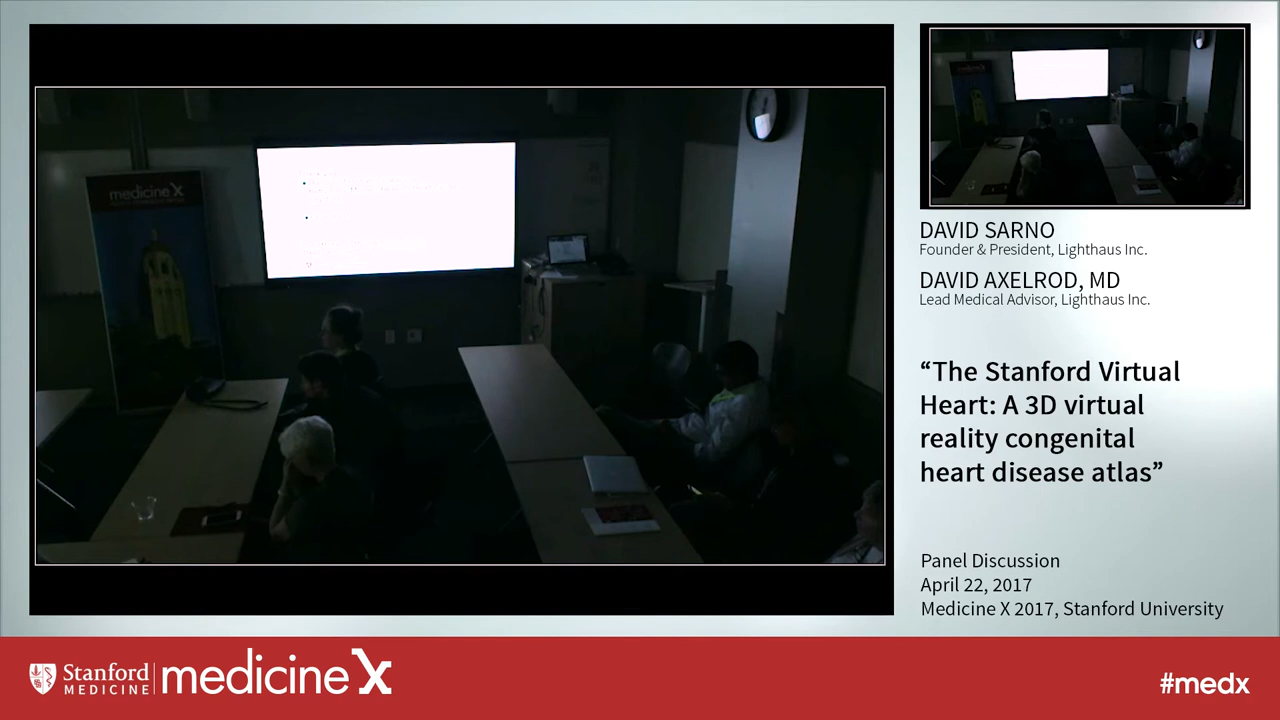 medicine X
DAVID SARNO
Founder & President, Lighthaus Inc.
DAVID AXELROD, MD
Lead Medical Advisor, Lighthaus Inc.
“The Stanford Virtual
Heart: A 3D virtual
reality congenital
heart disease atlas”
Panel Discussion
April 22, 2017
Medicine X 2017, Stanford University
Stanford
MEDICINE
medicine X
#medx